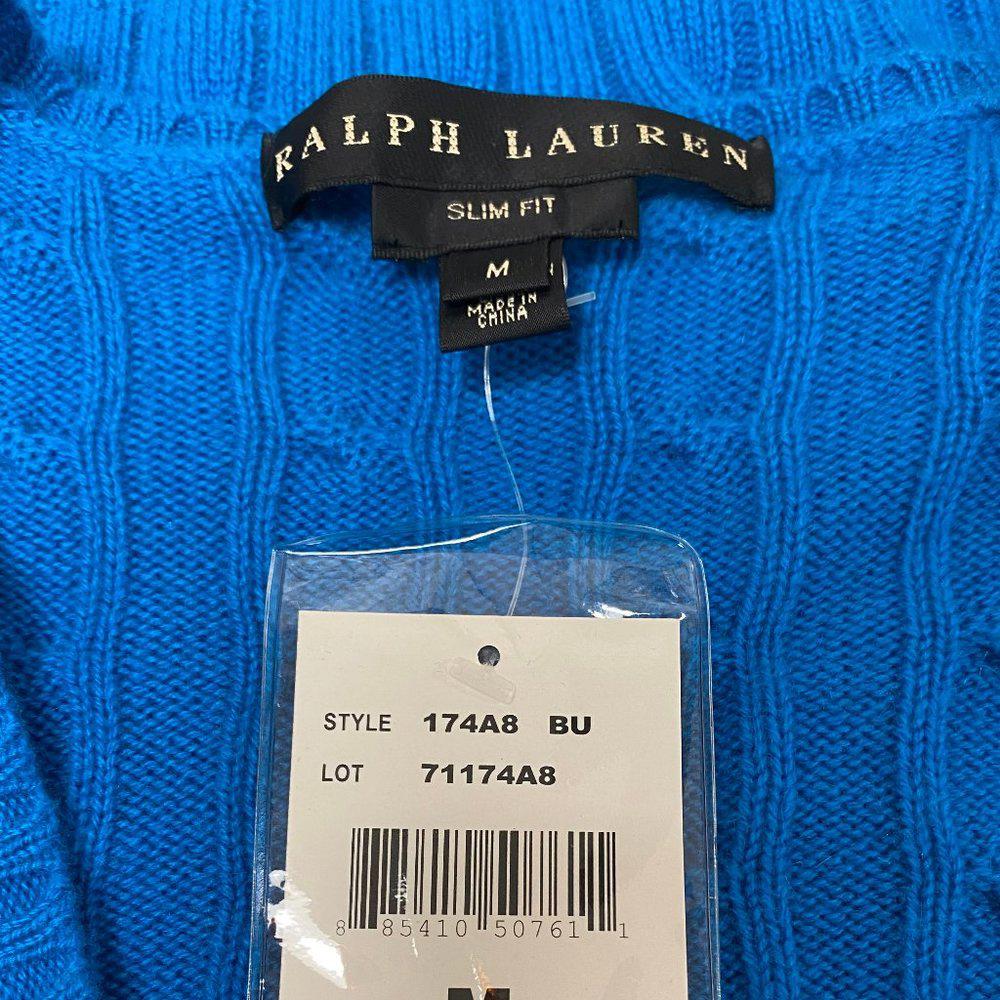 RALPH LAUREN
SLIM FIT
M
MADE IN
CHINA
STYLE 174A8 BU
LOT 71174A8
8 85410 50761 1
M